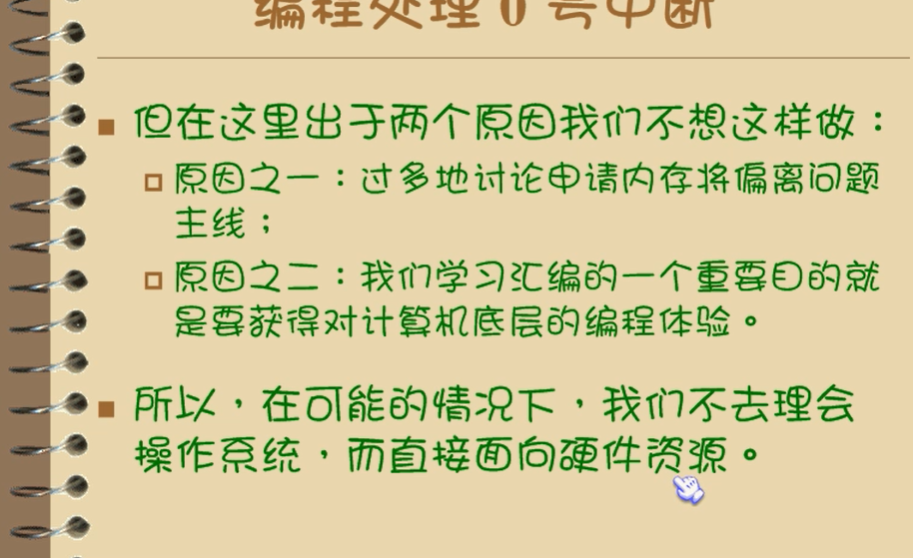 编程处理0号中断
但在这里出于两个原因我们不想这样做：
原因之一：过多地讨论申请内存将偏离问题
主线；
原因之二：我们学习汇编的一个重要目的就
是要获得对计算机底层的编程体验。
所以，在可能的情况下，我们不去理会
操作系统，而直接面向硬件资源。